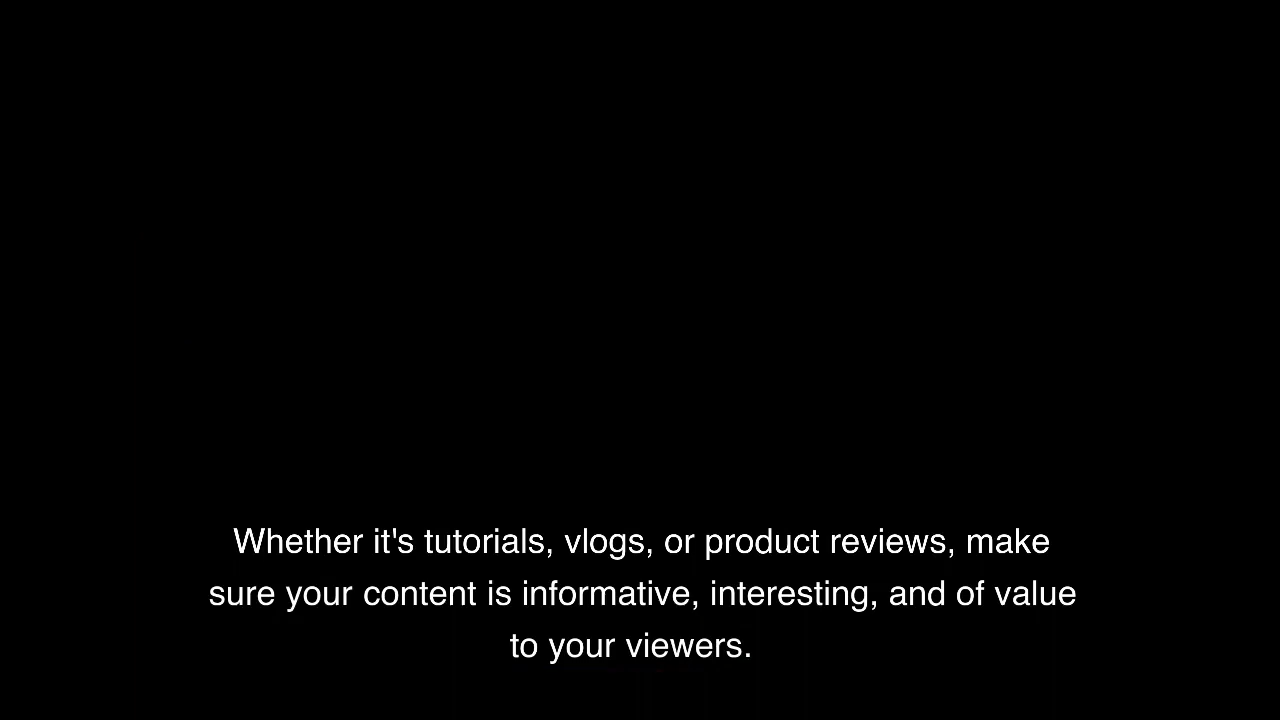 Whether it's tutorials, vlogs, or product reviews, make
sure your content is informative, interesting, and of value
to your viewers.